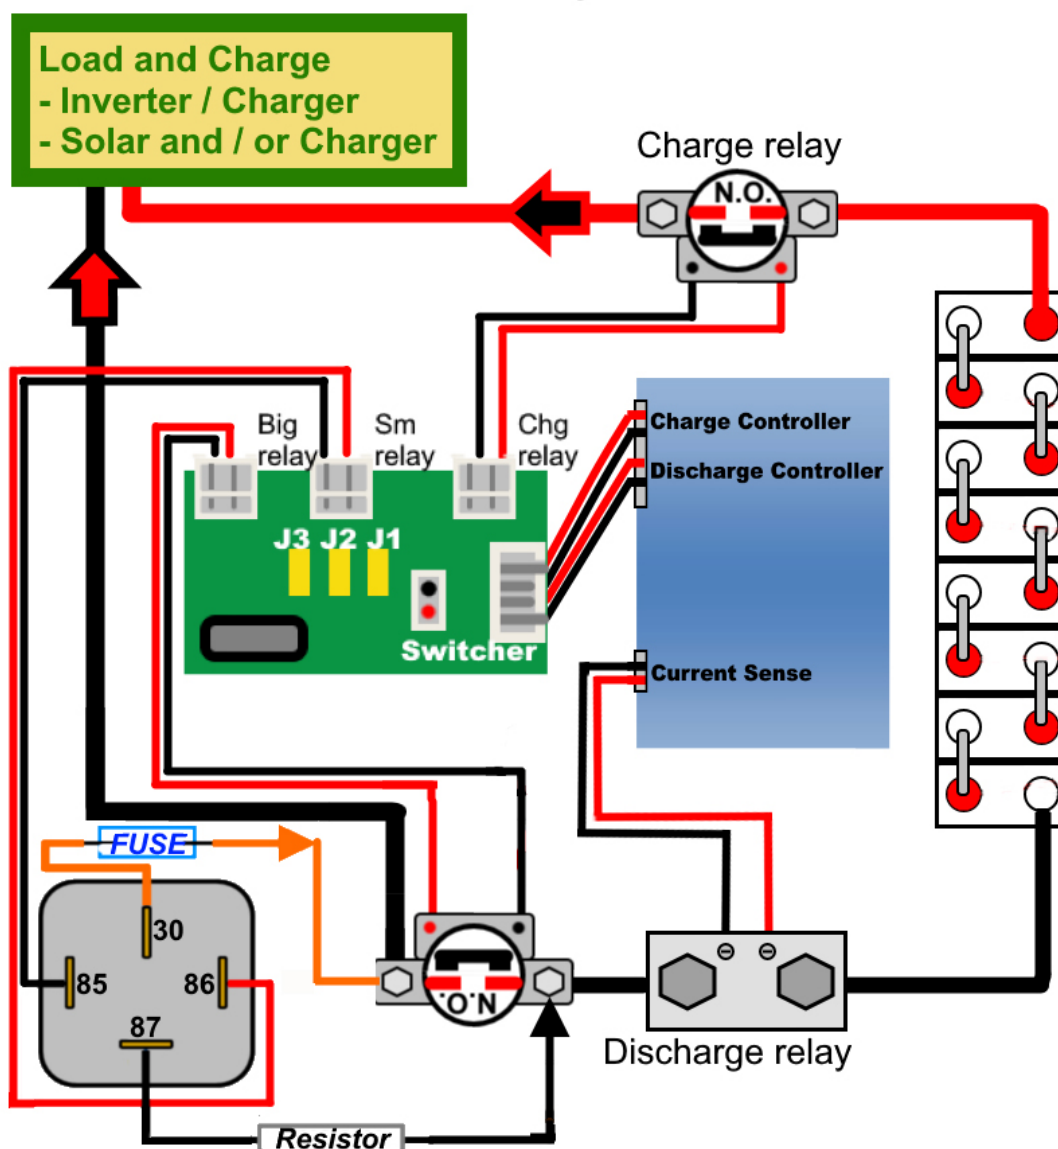 Load and Charge
- Inverter / Charger
- Solar and / or Charger
Charge relay
N.O.
Big
relay
Sm
relay
Chg
relay
Charge Controller
Discharge Controller
J3 J2 J1
Switcher
Current Sense
FUSE
30
85
86
87
N.O.
Discharge relay
Resistor